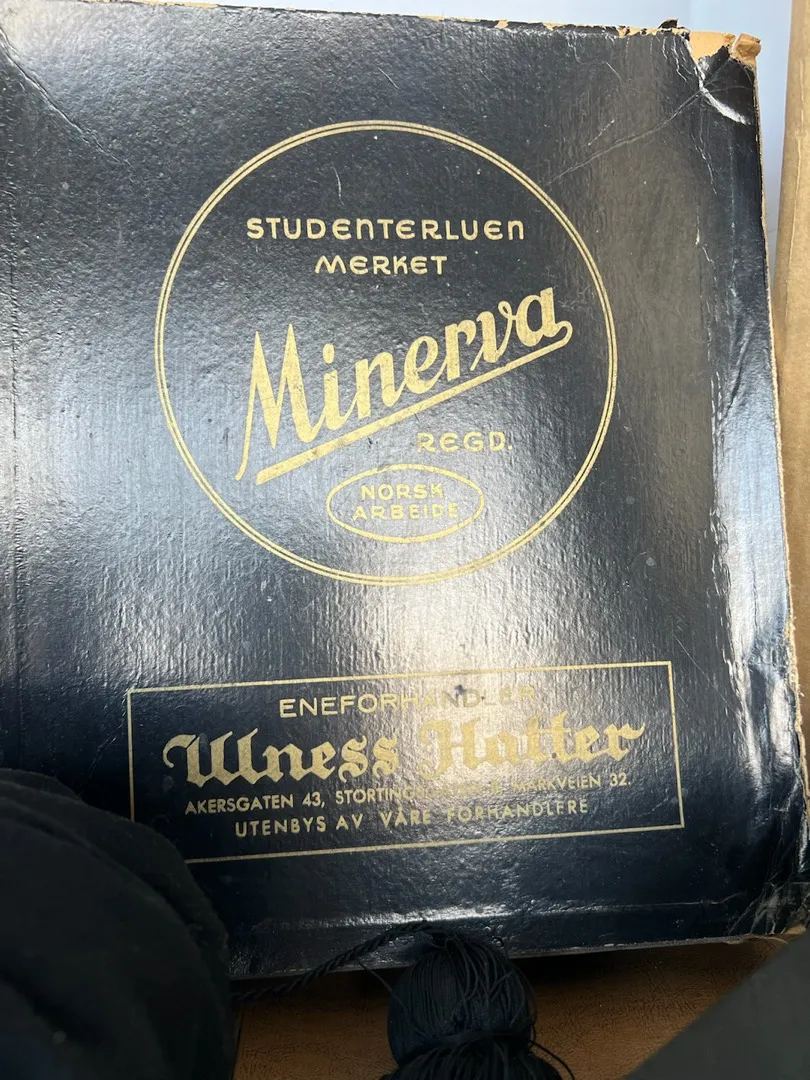 STUDENTERLUEN
MERKET
Minerva
REGD.
NORSK
ARBEIDE
ENEFORHANDLER
Ulness Hatter
AKERSGATEN 43, MARKVEIEN 32.
UTENBYS AV VÅRE FORHANDLERE